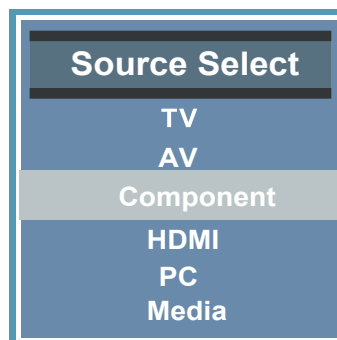 Source Select
TV
AV
Component
HDMI
PC
Media